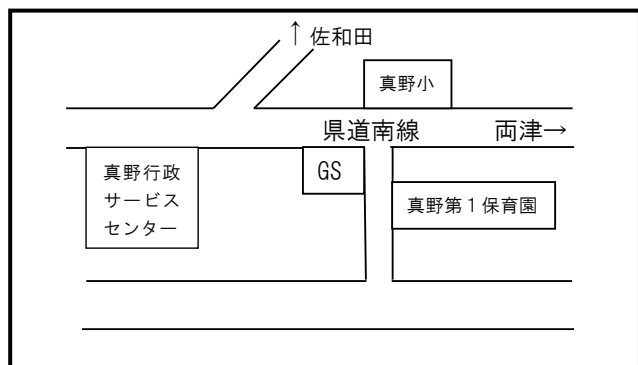 ↑佐和田
真野小
県道南線
両津→
GS
真野行政
サービス
センター
真野第１保育園